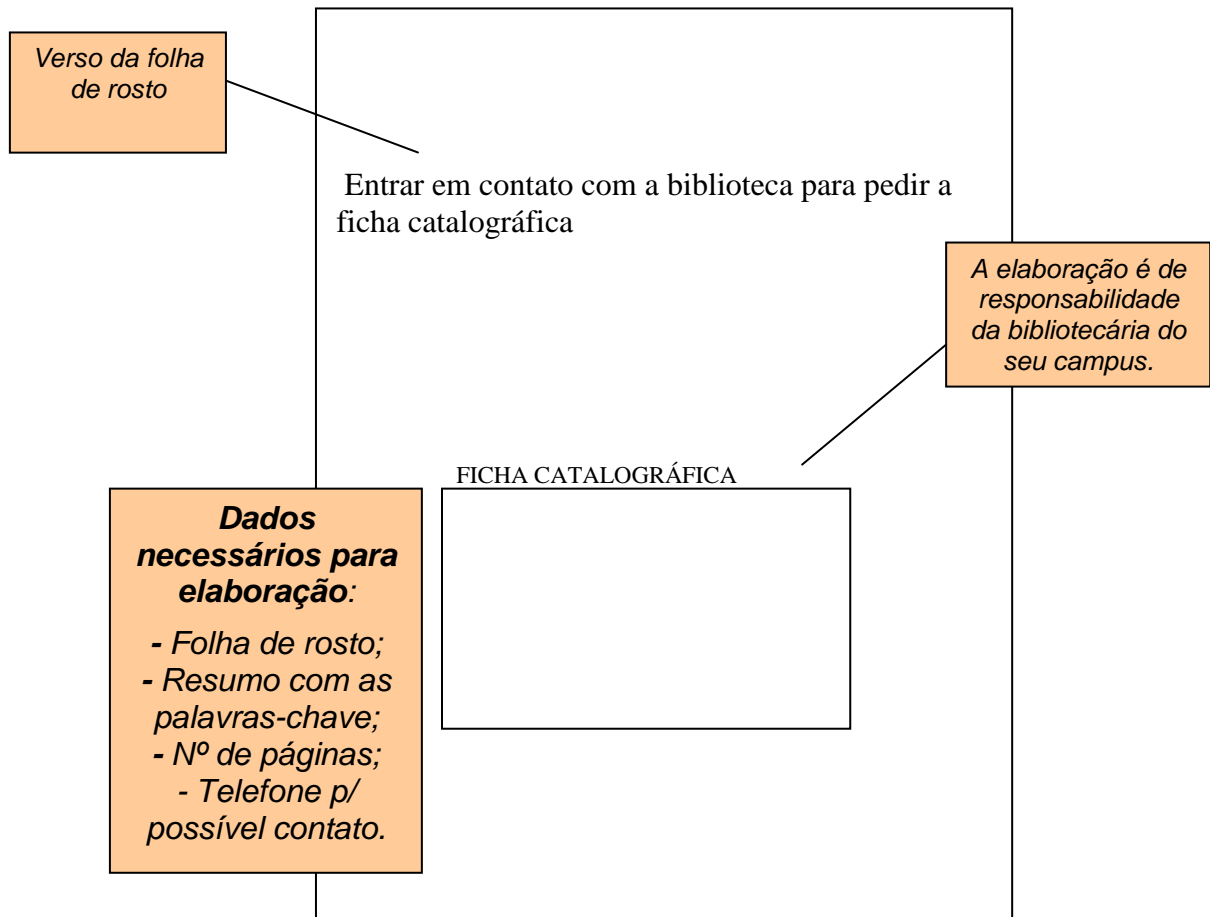 Verso da folha
de rosto
Entrar em contato com a biblioteca para pedir a
ficha catalográfica
A elaboração é de
responsabilidade
da bibliotecária do
seu campus.
FICHA CATALOGRÁFICA
Dados
necessários para
elaboração:
- Folha de rosto;
- Resumo com as
palavras-chave;
- Nº de páginas;
- Telefone p/
possível contato.